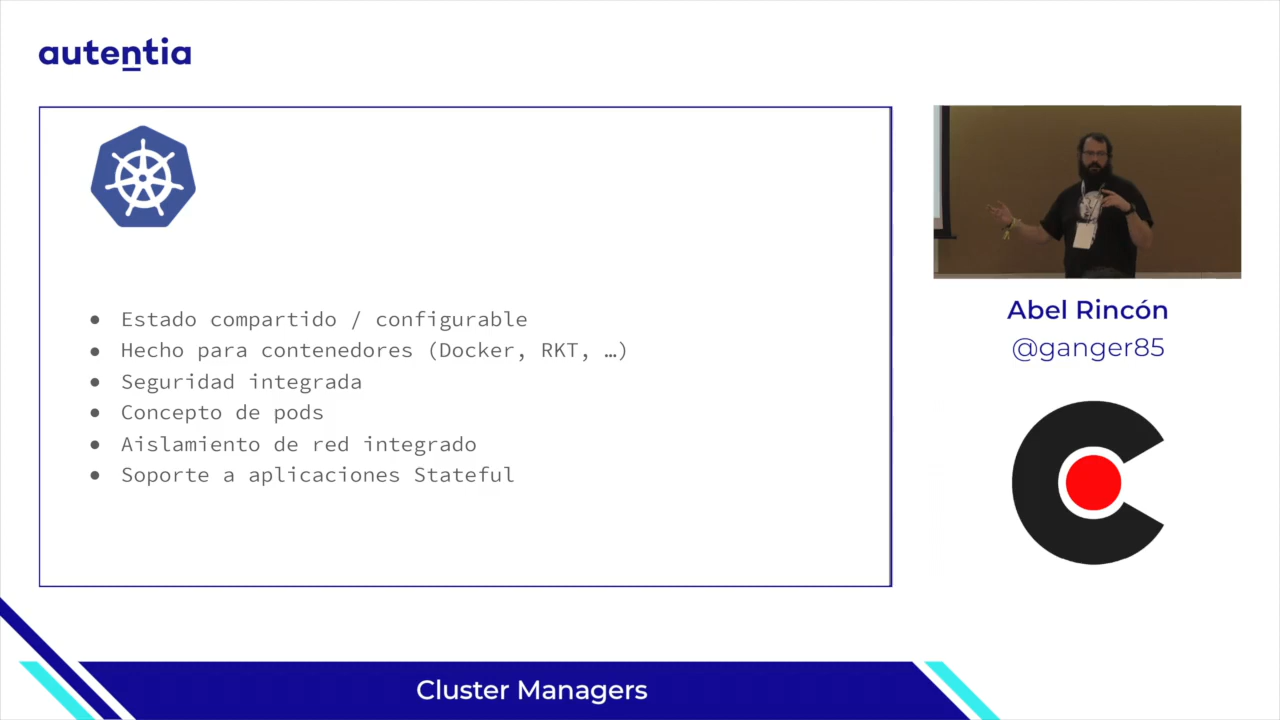 autentia
● Estado compartido / configurable
● Hecho para contenedores (Docker, RKT, …)
● Seguridad integrada
● Concepto de pods
● Aislamiento de red integrado
● Soporte a aplicaciones Stateful
Abel Rincón
@ganger85
Cluster Managers